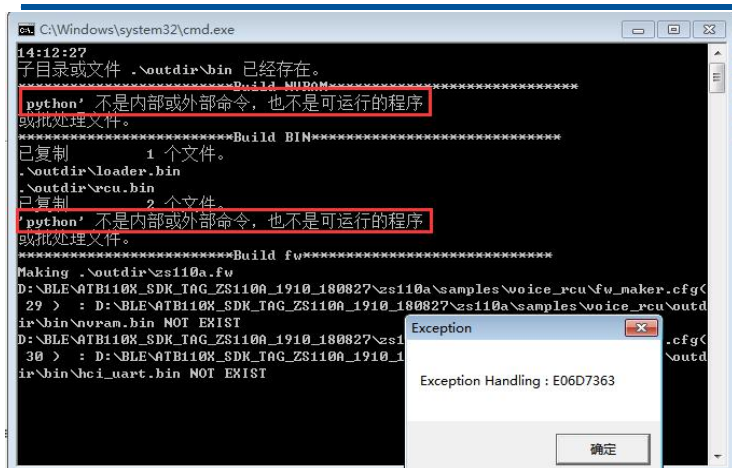 C:\Windows\system32\cmd.exe
14:12:27
子目录或文件 .\outdir\bin 已经存在。
**************************Build NVRAM******************************
'python' 不是内部或外部命令，也不是可运行的程序
或批处理文件。
**************************Build BIN******************************
已复制         1 个文件。
.\outdir\loader.bin
.\outdir\rcu.bin
已复制         2 个文件。
'python' 不是内部或外部命令，也不是可运行的程序
或批处理文件。
**************************Build fw******************************
Making .\outdir\zs110a.fw
D:\BLE\ATB110X_SDK_TAG_ZS110A_1910_180827\zs110a\samples\voice_rcu\fw_maker.cfg(
29 )  : D:\BLE\ATB110X_SDK_TAG_ZS110A_1910_180827\zs110a\samples\voice_rcu\outd
ir\bin\nvram.bin NOT EXIST
D:\BLE\ATB110X_SDK_TAG_ZS110A_1910_180827\zs1
.cfg(
30 )  : D:\BLE\ATB110X_SDK_TAG_ZS110A_1910_1
\outd
ir\bin\hci_uart.bin NOT EXIST
Exception
Exception Handling : E06D7363
确定